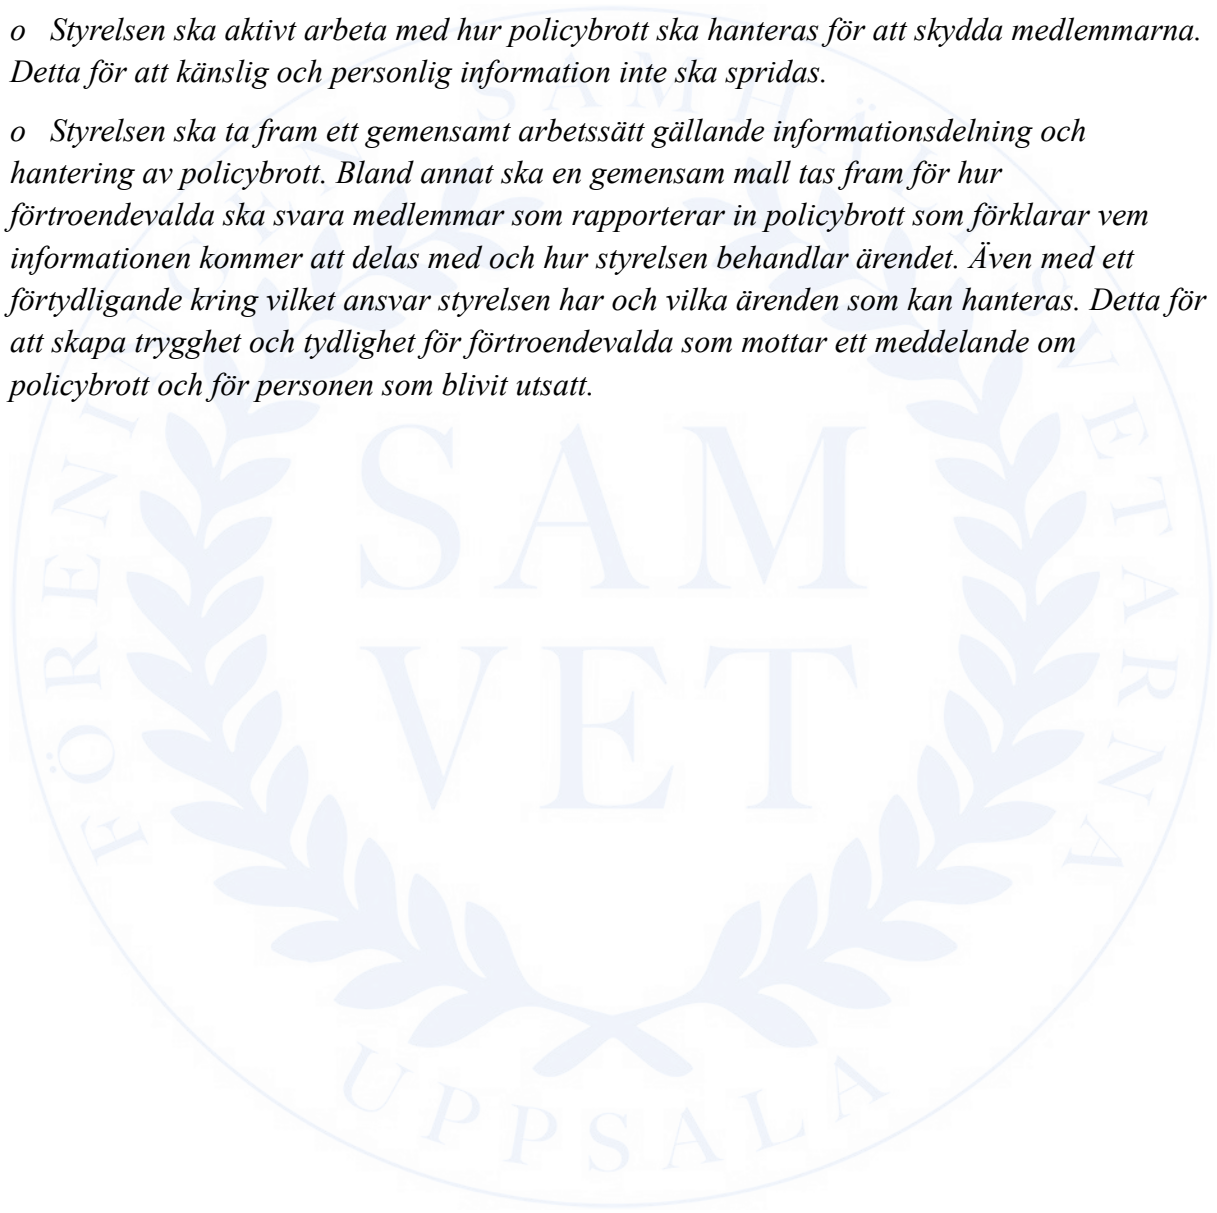 o Styrelsen ska aktivt arbeta med hur policybrott ska hanteras för att skydda medlemmarna.
Detta för att känslig och personlig information inte ska spridas.
o Styrelsen ska ta fram ett gemensamt arbetssätt gällande informationsdelning och
hantering av policybrott. Bland annat ska en gemensam mall tas fram för hur
förtroendevalda ska svara medlemmar som rapporterar in policybrott som förklarar vem
informationen kommer att delas med och hur styrelsen behandlar ärendet. Även med ett
förtydligande kring vilket ansvar styrelsen har och vilka ärenden som kan hanteras. Detta för
att skapa trygghet och tydlighet för förtroendevalda som mottar ett meddelande om
policybrott och för personen som blivit utsatt.
FÖRENINGEN SAMHÄLLSVETARNA
SAM
VET
UPPSALA